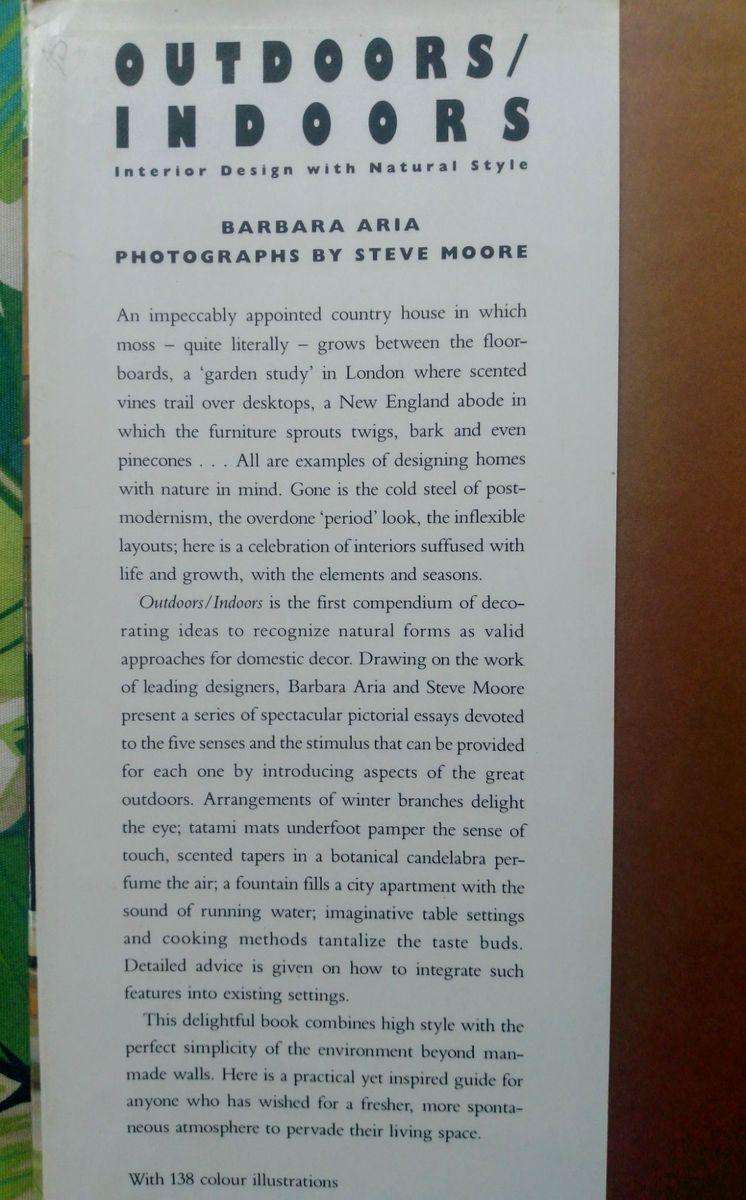 OUTDOORS/
INDOORS
Interior Design with Natural Style
BARBARA ARIA
PHOTOGRAPHS BY STEVE MOORE
An impeccably appointed country house in which
moss – quite literally – grows between the floor-
boards, a ‘garden study’ in London where scented
vines trail over desktops, a New England abode in
which the furniture sprouts twigs, bark and even
pinecones . . . All are examples of designing homes
with nature in mind. Gone is the cold steel of post-
modernism, the overdone ‘period’ look, the inflexible
layouts; here is a celebration of interiors suffused with
life and growth, with the elements and seasons.
Outdoors/Indoors is the first compendium of deco-
rating ideas to recognize natural forms as valid
approaches for domestic decor. Drawing on the work
of leading designers, Barbara Aria and Steve Moore
present a series of spectacular pictorial essays devoted
to the five senses and the stimulus that can be provided
for each one by introducing aspects of the great
outdoors. Arrangements of winter branches delight
the eye; tatami mats underfoot pamper the sense of
touch, scented tapers in a botanical candelabra per-
fume the air; a fountain fills a city apartment with the
sound of running water; imaginative table settings
and cooking methods tantalize the taste buds.
Detailed advice is given on how to integrate such
features into existing settings.
This delightful book combines high style with the
perfect simplicity of the environment beyond man-
made walls. Here is a practical yet inspired guide for
anyone who has wished for a fresher, more sponta-
neous atmosphere to pervade their living space.
With 138 colour illustrations